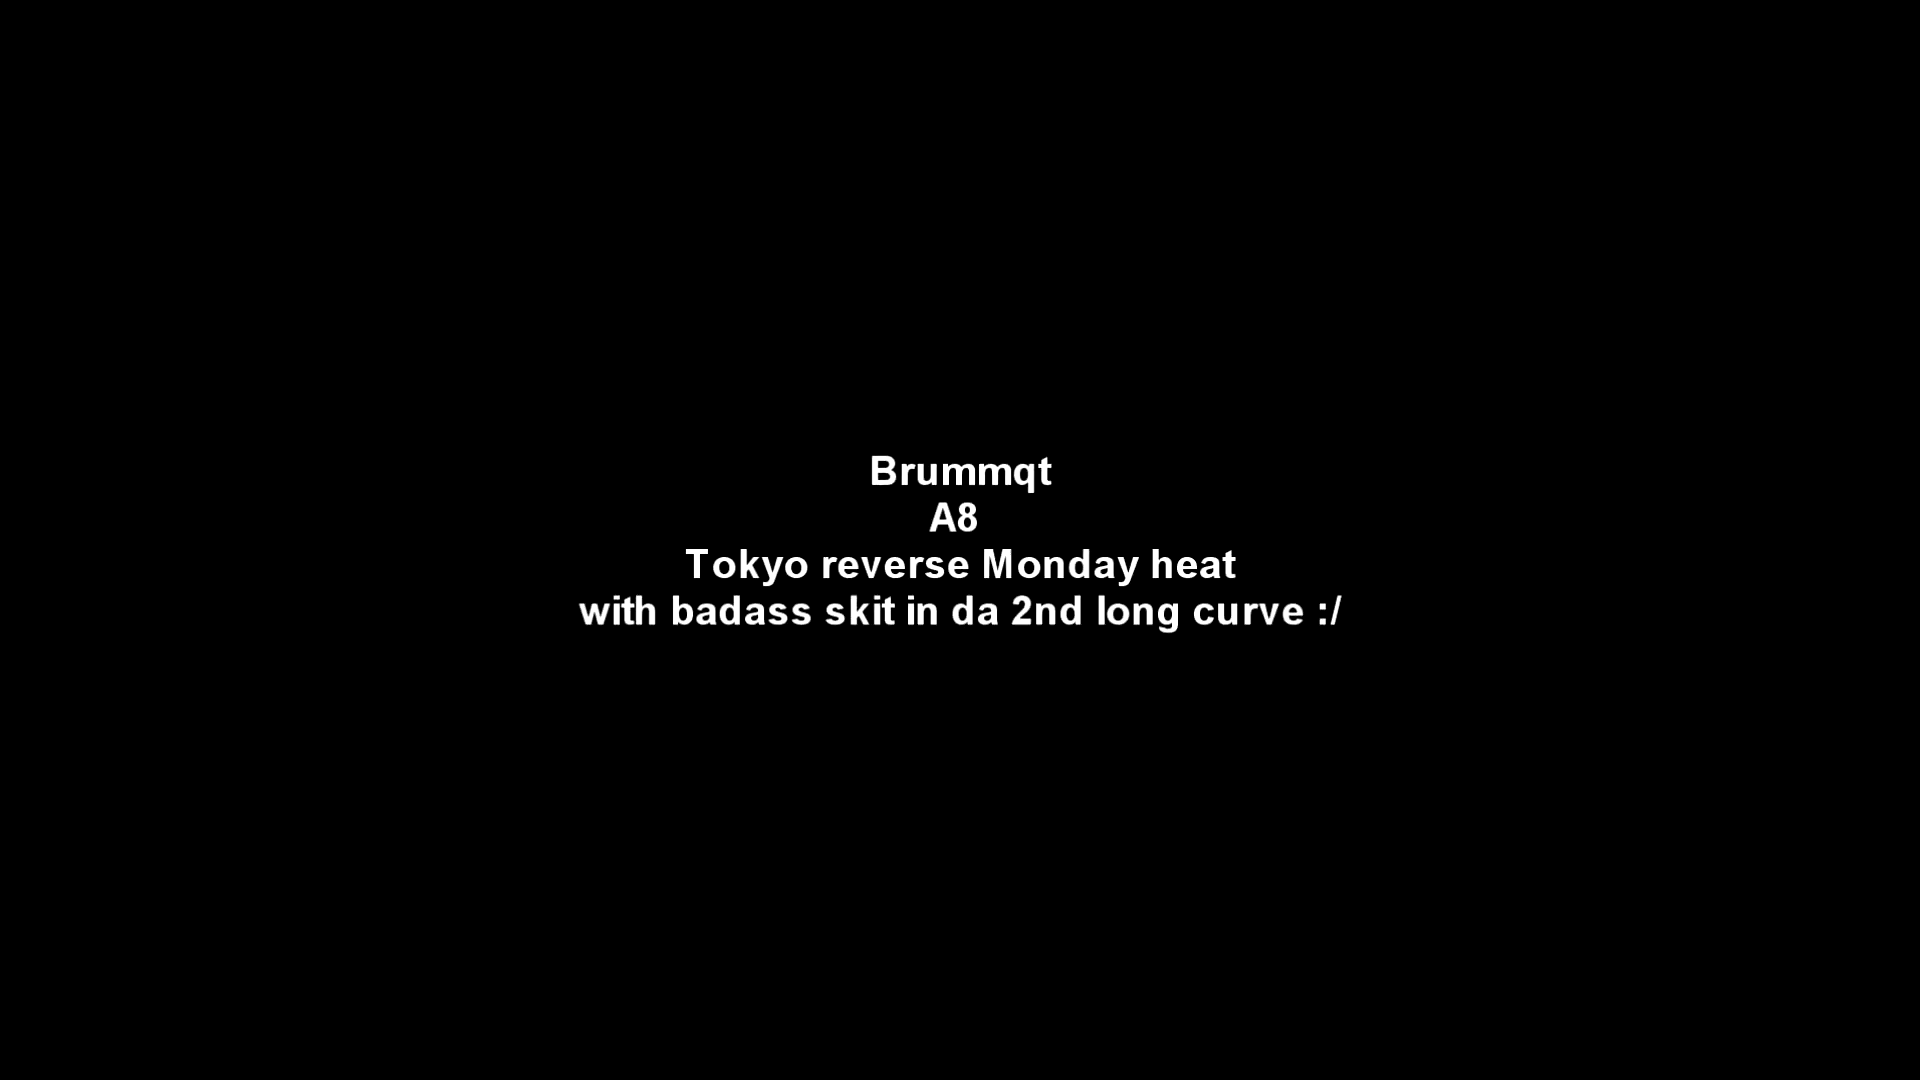 Brummqt
A8
Tokyo reverse Monday heat
with badass skit in da 2nd long curve :/